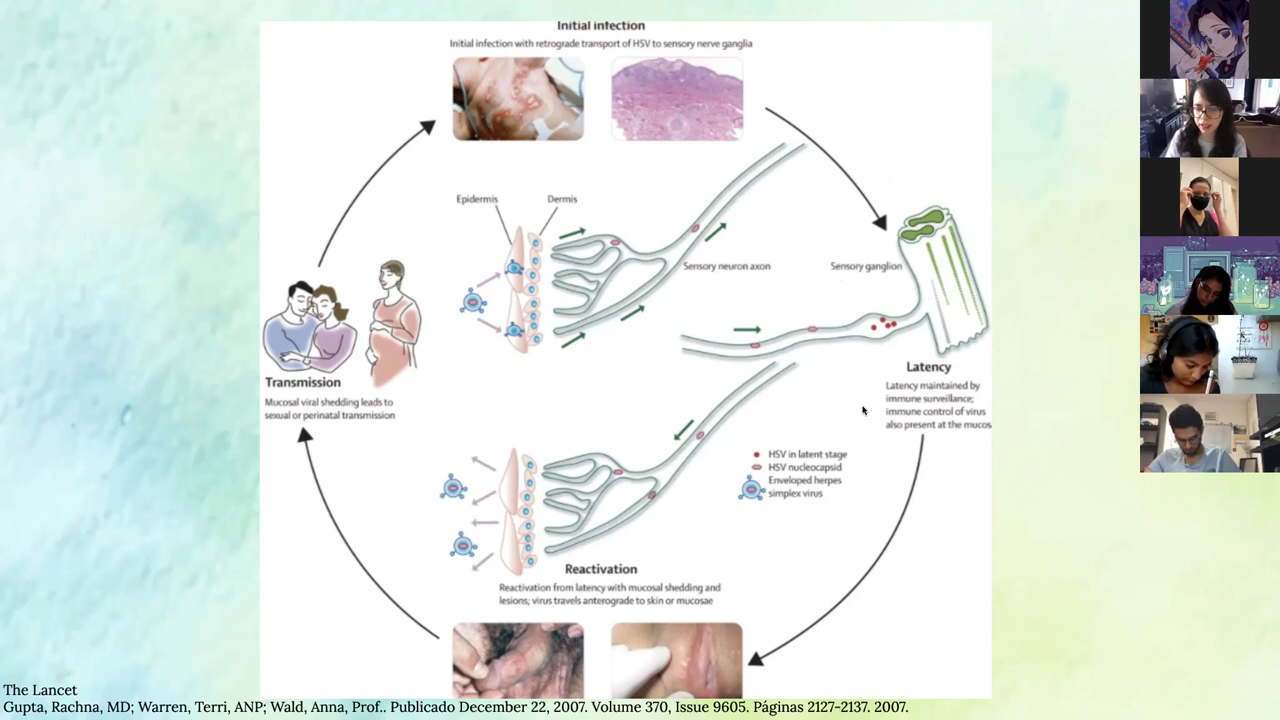 Initial infection
Initial infection with retrograde transport of HSV to sensory nerve ganglia
Epidermis
Dermis
Sensory neuron axon
Sensory ganglion
Transmission
Mucosal viral shedding leads to
sexual or perinatal transmission
Latency
Latency maintained by
immune surveillance;
immune control of virus
also present at the mucos
HSV in latent stage
HSV nucleocapsid
Enveloped herpes
simplex virus
Reactivation
Reactivation from latency with mucosal shedding and
lesions; virus travels anterograde to skin or mucosae
The Lancet
Gupta, Rachna, MD; Warren, Terri, ANP; Wald, Anna, Prof.. Publicado December 22, 2007. Volume 370, Issue 9605. Páginas 2127-2137. 2007.